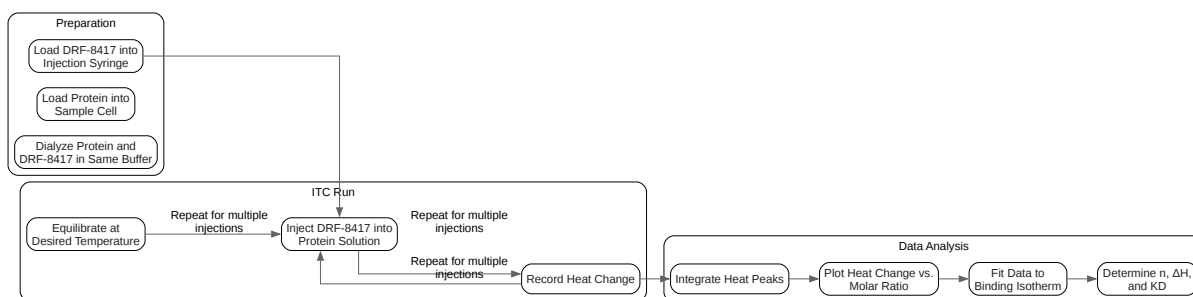 Preparation
Load DRF-8417 into
Injection Syringe
Load Protein into
Sample Cell
Dialyze Protein and
DRF-8417 in Same Buffer
ITC Run
Equilibrate at
Desired Temperature
Repeat for multiple
injections
Inject DRF-8417 into
Protein Solution
Repeat for multiple
injections
Repeat for multiple
injections
Record Heat Change
Data Analysis
Integrate Heat Peaks
Plot Heat Change vs.
Molar Ratio
Fit Data to
Binding Isotherm
Determine n, ΔH,
and KD